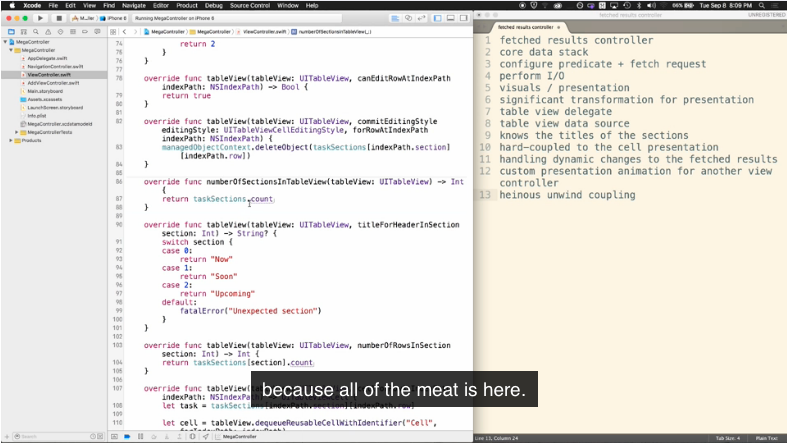 Xcode File Edit View Find Navigate Editor Product Debug Source Control Window Help
66% Tue Sep 8 8:09 PM
iPhone 6
Running MegaController on iPhone 6
fetched results controller
UNREGISTERED
MegaController
MegaController
ViewController.swift
numberOfSectionsInTableView(_:)
MegaController
MegaController
AppDelegate.swift
NavigationController.swift
ViewController.swift
AddViewController.swift
Main.storyboard
Assets.xcassets
LaunchScreen.storyboard
Info.plist
MegaController.xcdatamodeld
MegaControllerTests
Products
74 return 2
75 }
76 }
77
78 override func tableView(tableView: UITableView, canEditRowAtIndexPath
indexPath: NSIndexPath) -> Bool {
79 return true
80 }
81
82 override func tableView(tableView: UITableView, commitEditingStyle
editingStyle: UITableViewCellEditingStyle, forRowAtIndexPath
indexPath: NSIndexPath) {
83 managedObjectContext.deleteObject(taskSections[indexPath.section]
[indexPath.row])
84 }
85
86 override func numberOfSectionsInTableView(tableView: UITableView) -> Int
{
87 return taskSections.count
88 }
89
90 override func tableView(tableView: UITableView, titleForHeaderInSection
section: Int) -> String? {
91 switch section {
92 case 0:
93 return "Now"
94 case 1:
95 return "Soon"
96 case 2:
97 return "Upcoming"
98 default:
99 fatalError("Unexpected section")
100 }
101 }
102
103 override func tableView(tableView: UITableView, numberOfRowsInSection
section: Int) -> Int {
104 return taskSections[section].count
105 }
106
107 override func tableView(
indexPath:
108 let task = taskSections[indexPath.section][indexPath.row]
109
110 let cell = tableView.dequeueReusableCellWithIdentifier("Cell",
MegaController
fetched results controller
1 fetched results controller
2 core data stack
3 configure predicate + fetch request
4 perform I/O
5 visuals / presentation
6 significant transformation for presentation
7 table view delegate
8 table view data source
9 knows the titles of the sections
10 hard-coupled to the cell presentation
11 handling dynamic changes to the fetched results
12 custom presentation animation for another view
controller
13 heinous unwind coupling
because all of the meat is here.
Line 13, Column 24
Tab Size: 4
Plain Text